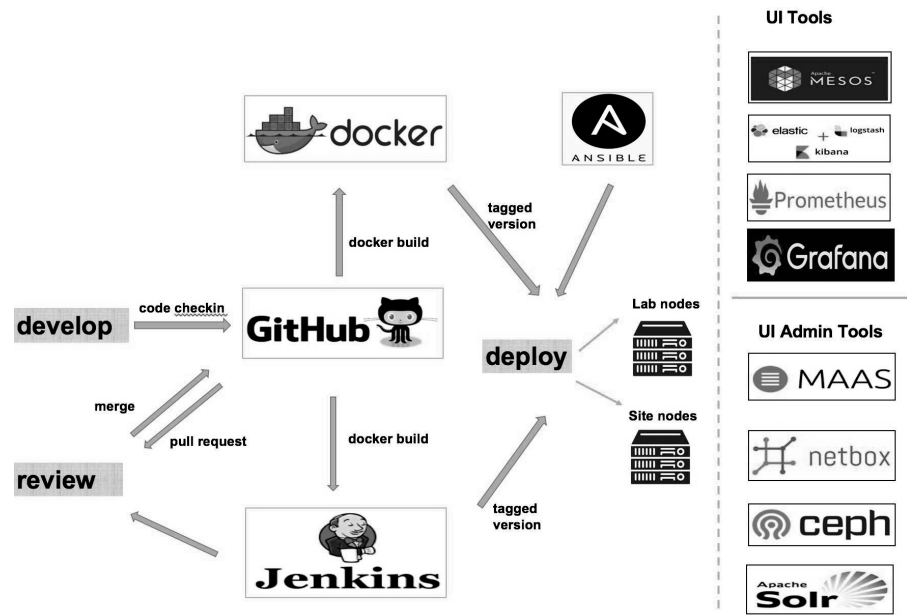 UI Tools
Apache
MESOS™
docker
ANSIBLE
elastic + logstash
kibana
tagged
version
Prometheus
docker build
Grafana
code checkin
Lab nodes
develop
GitHub
UI Admin Tools
deploy
MAAS
merge
Site nodes
pull request
docker build
netbox
review
tagged
version
ceph
Jenkins
Apache
Solr